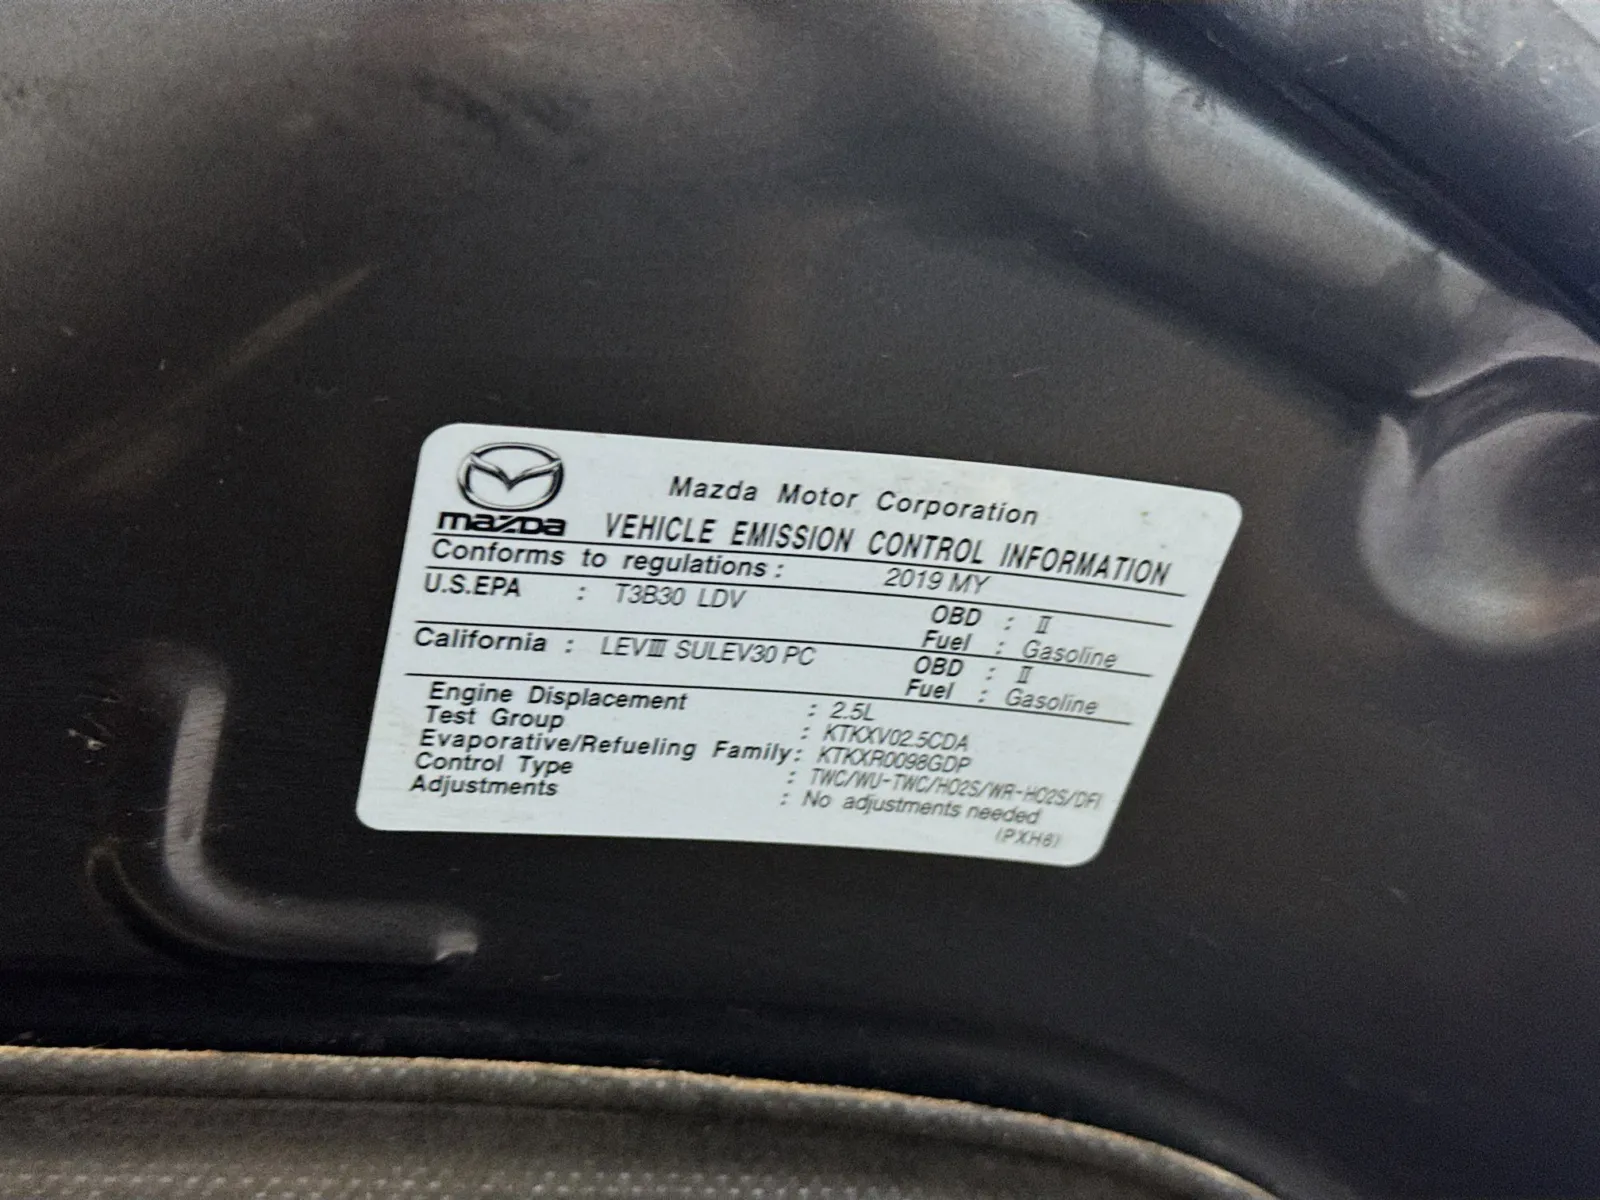 mazda
Mazda Motor Corporation
VEHICLE EMISSION CONTROL INFORMATION
Conforms to regulations : 2019 MY
U.S.EPA : T3B30 LDV OBD : II
Fuel : Gasoline
California : LEVIII SULEV30 PC OBD : II
Fuel : Gasoline
Engine Displacement : 2.5L
Test Group : KTKXV02.5CDA
Evaporative/Refueling Family : KTKXR0098GDP
Control Type : TWC/WU-TWC/HO2S/WR-HO2S/DFI
Adjustments : No adjustments needed
(PXH6)